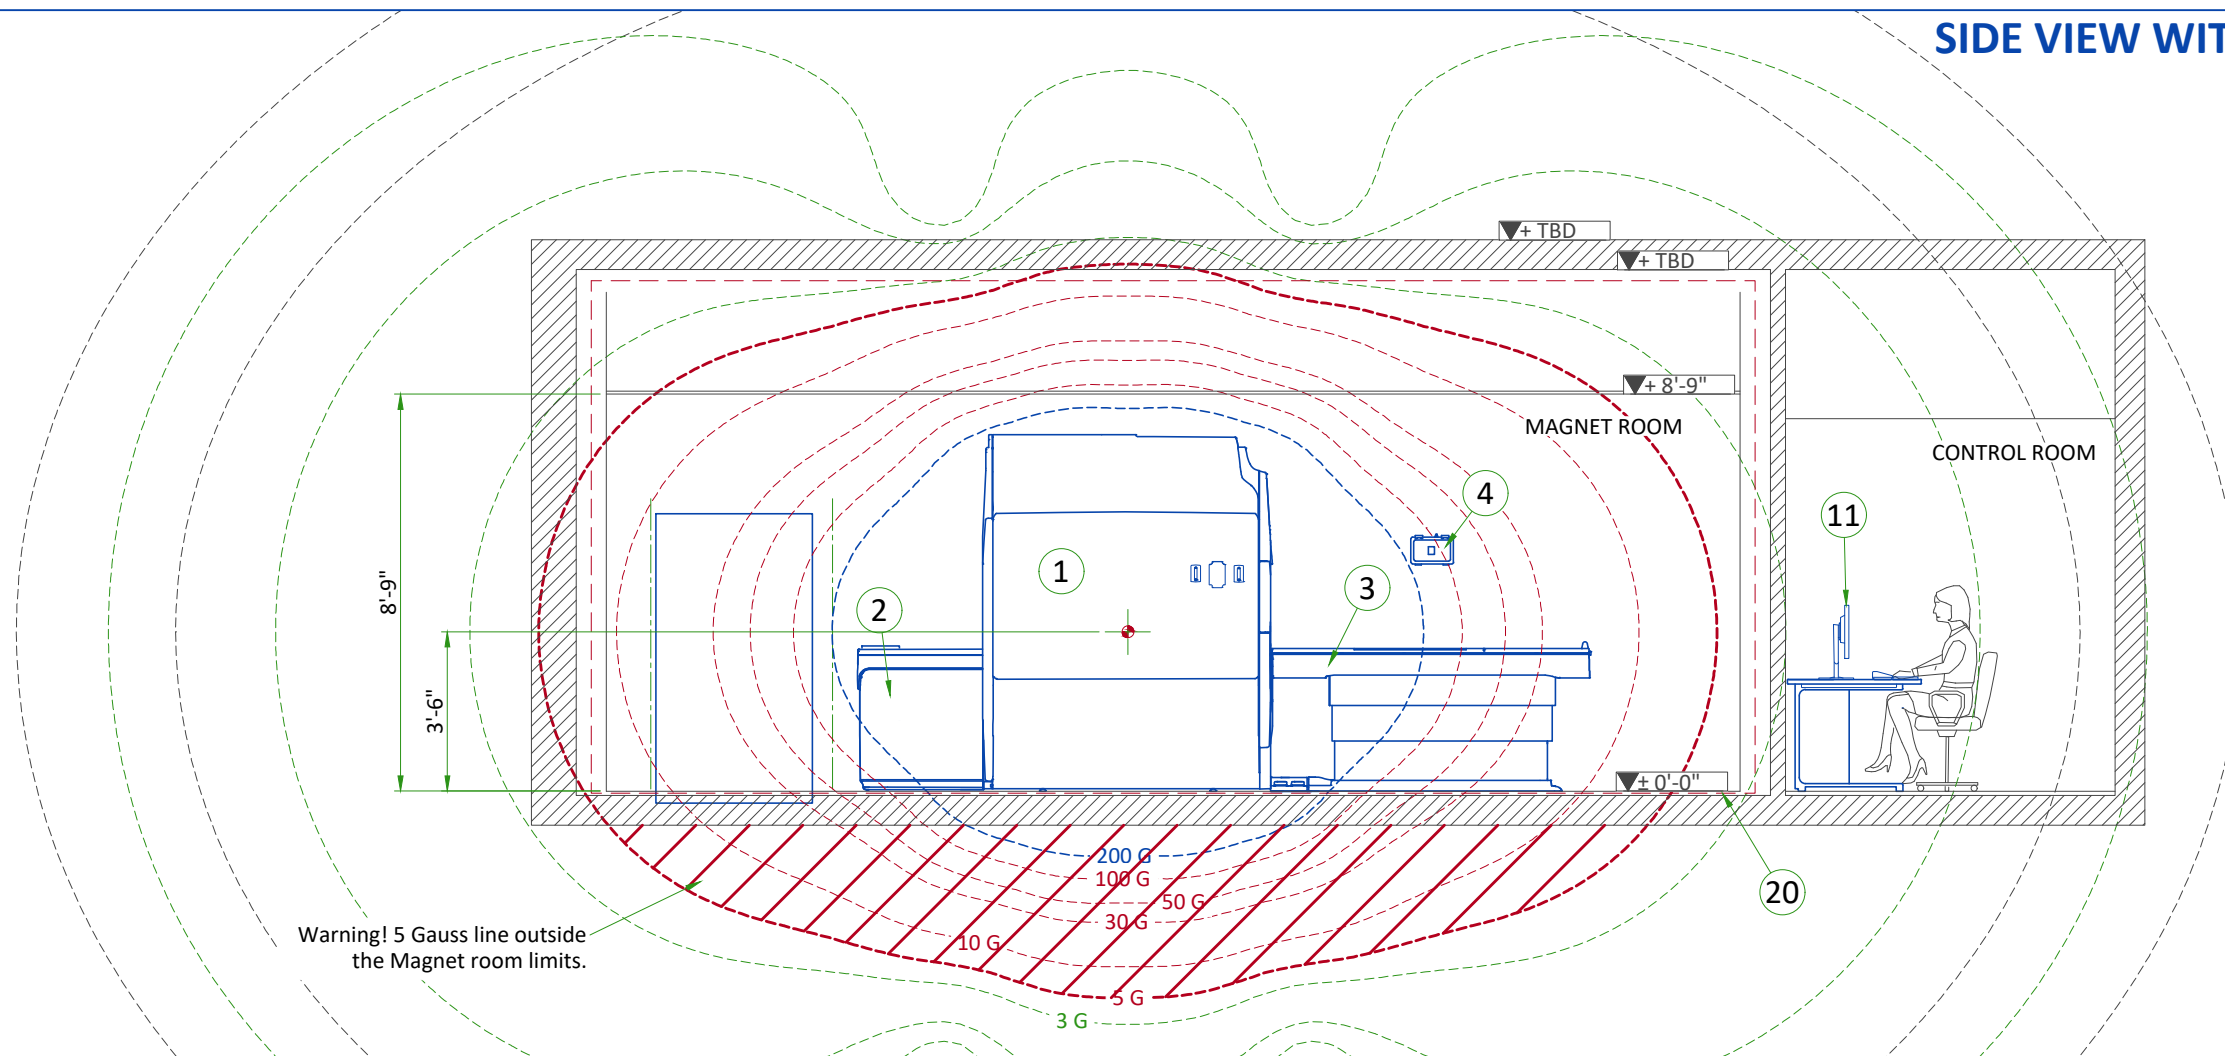 SIDE VIEW WIT
+ TBD
+ TBD
+ 8'-9"
MAGNET ROOM
CONTROL ROOM
4
11
1
3
2
8'-9"
3'-6"
± 0'-0"
200 G
100 G
50 G
30 G
10 G
5 G
3 G
20
Warning! 5 Gauss line outside
the Magnet room limits.